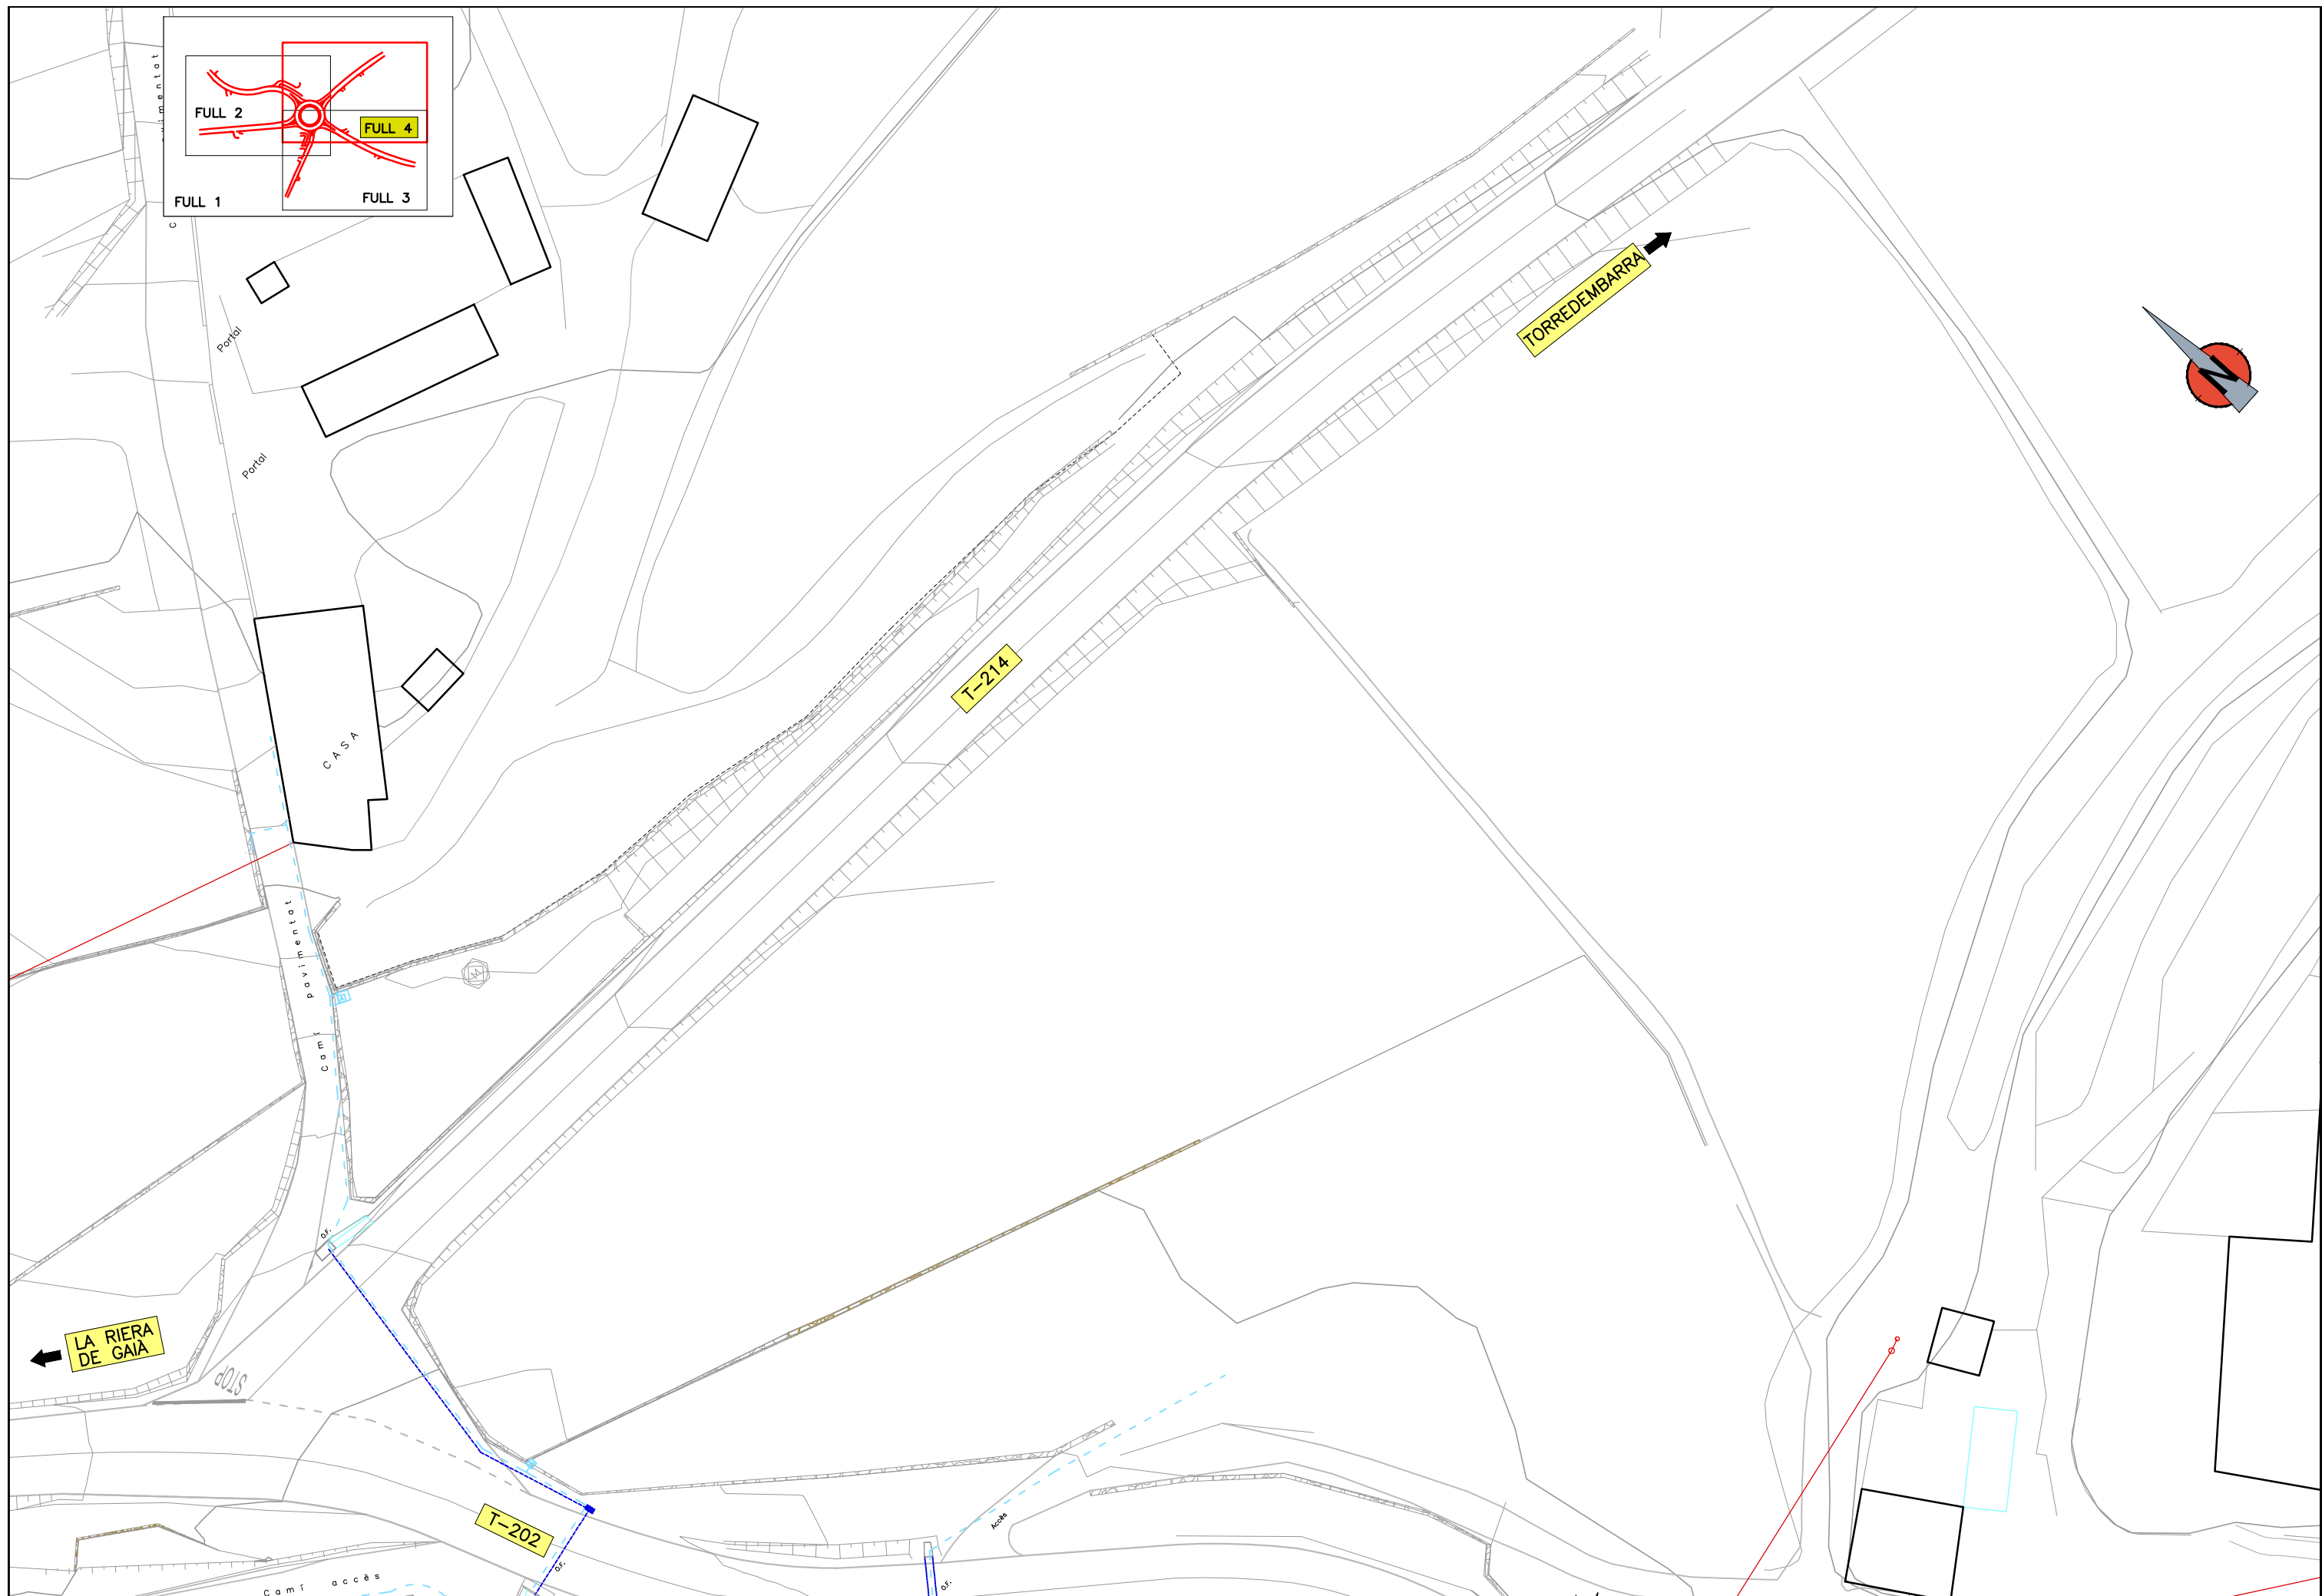 FULL 2
FULL 4
FULL 1
FULL 3
Portal
Portal
TORREDEMBARRA
N
T-214
CASA
Camí pavimentat
O.F.
LA RIERA
DE GAIÀ
STOP
T-202
O.F.
Accés
O.F.
Camí accés